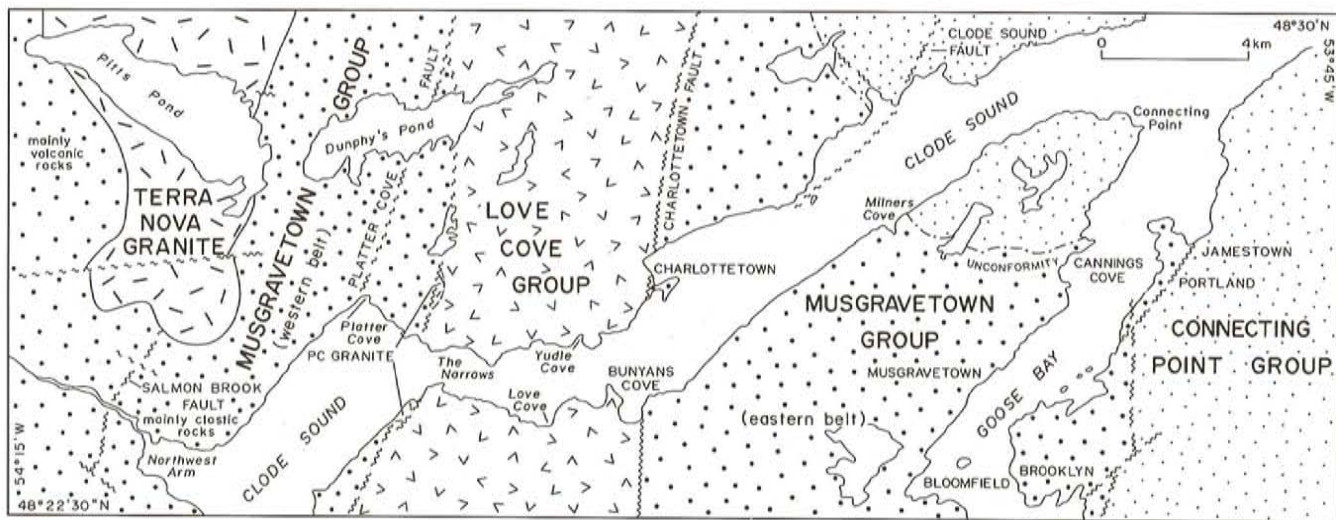 48°30'N
53°45'W
0 4 km
CLODE SOUND
FAULT
Pitts
Pond
mainly
volcanic
rocks
TERRA
NOVA
GRANITE
MUSGRAVETOWN
GROUP
(western belt)
FAULT
PLATTER COVE
Dunphy's Pond
LOVE
COVE
GROUP
CHARLOTTETOWN FAULT
CLODE SOUND
Connecting
Point
Milners
Cove
UNCONFORMITY
CANNINGS
COVE
JAMESTOWN
PORTLAND
CHARLOTTETOWN
MUSGRAVETOWN
GROUP
MUSGRAVETOWN
CONNECTING
POINT GROUP
Platter
Cove
PC GRANITE
The
Narrows
Yudle
Cove
BUNYANS
COVE
Love
Cove
SALMON BROOK
FAULT
mainly clastic
rocks
Northwest
Arm
CLODE SOUND
(eastern belt)
GOOSE BAY
BLOOMFIELD
BROOKLYN
54°15'W
48°22'30"N